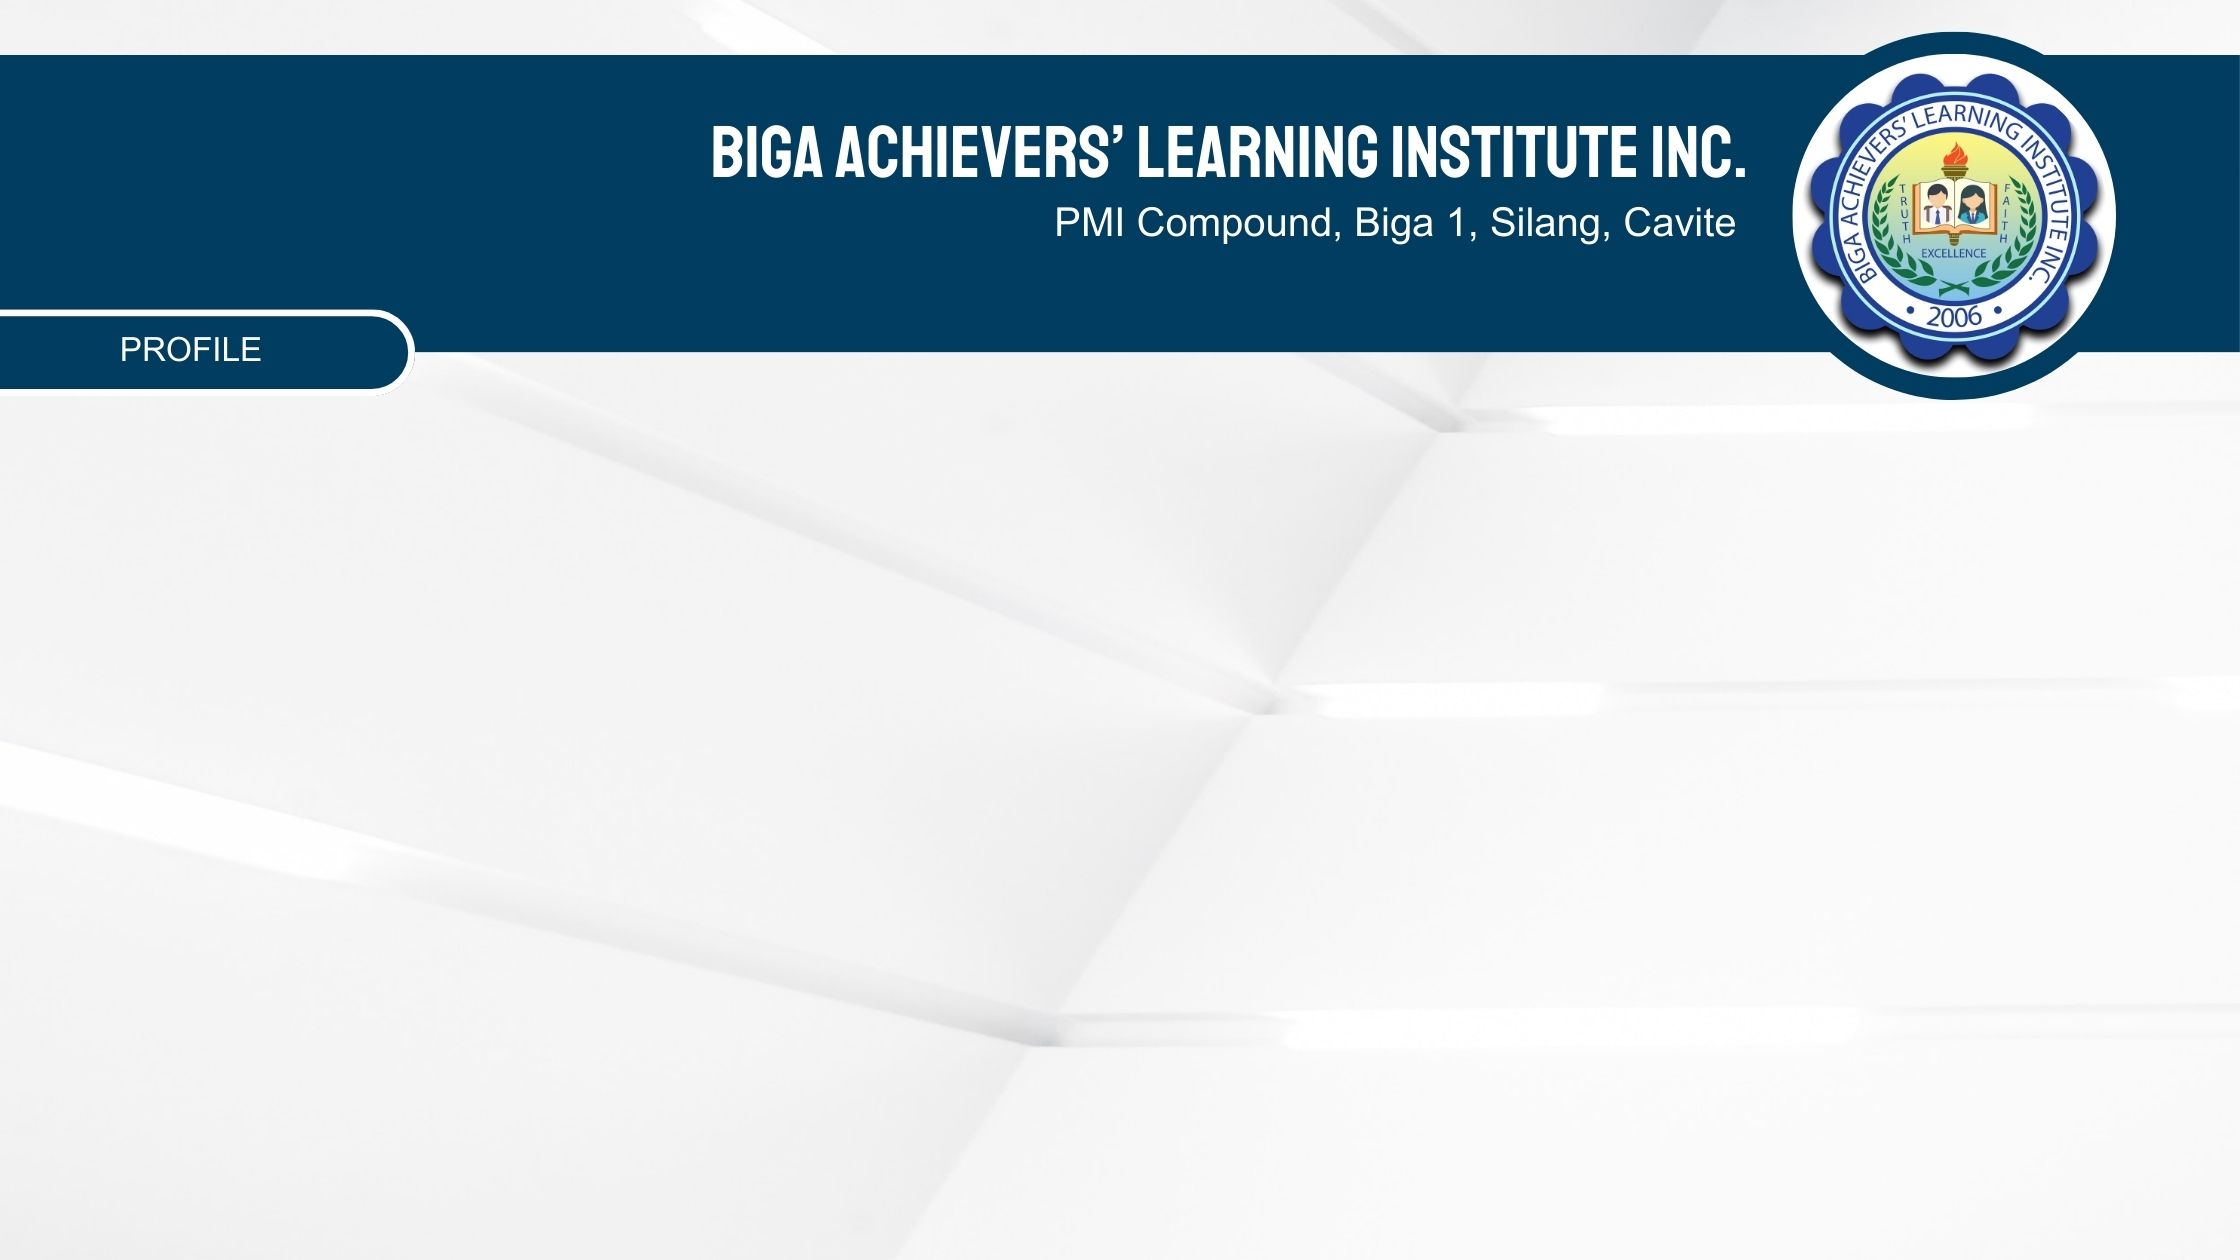 BIGA ACHIEVERS’ LEARNING INSTITUTE INC.
PMI Compound, Biga 1, Silang, Cavite
BIGA ACHIEVERS' LEARNING INSTITUTE INC.
TRUTH
FAITH
EXCELLENCE
• 2006 •
PROFILE